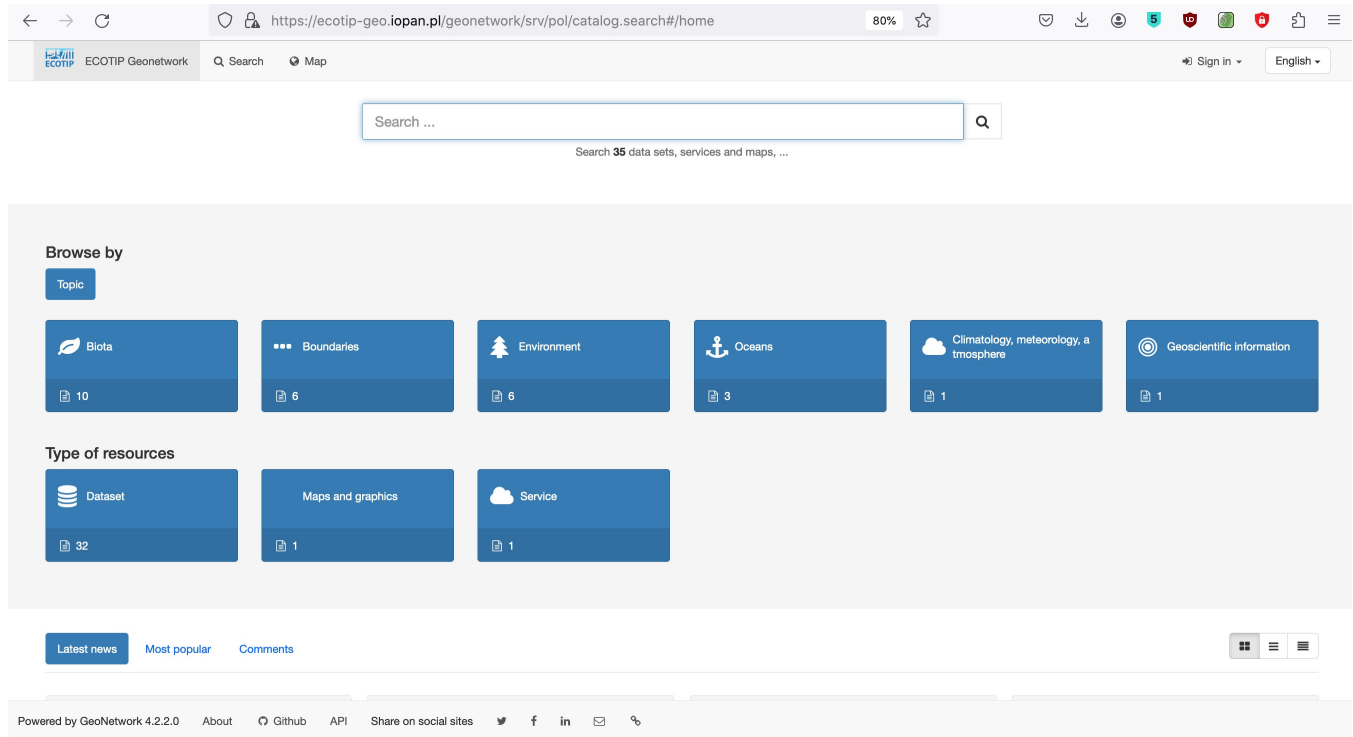 https://ecotip-geo.iopan.pl/geonetwork/srv/pol/catalog.search#/home 80% 5
ECOTIP ECOTIP Geonetwork Search Map Sign in English
Search ...
Search 35 data sets, services and maps, ...
Browse by
Topic
Biota
Boundaries
Environment
Oceans
Climatology, meteorology, a
tmosphere
Geoscientific information
10 6 6 3 1 1
Type of resources
Dataset Maps and graphics Service
32 1 1
Latest news Most popular Comments
Powered by GeoNetwork 4.2.2.0 About Github API Share on social sites